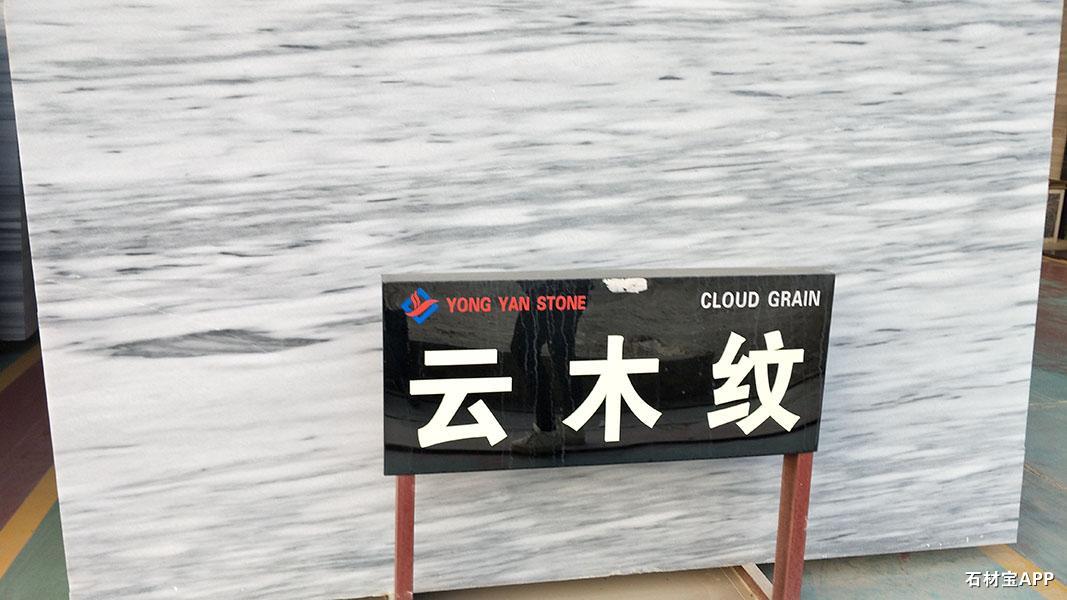 YONG YAN STONE
CLOUD GRAIN
云木纹
石材宝APP